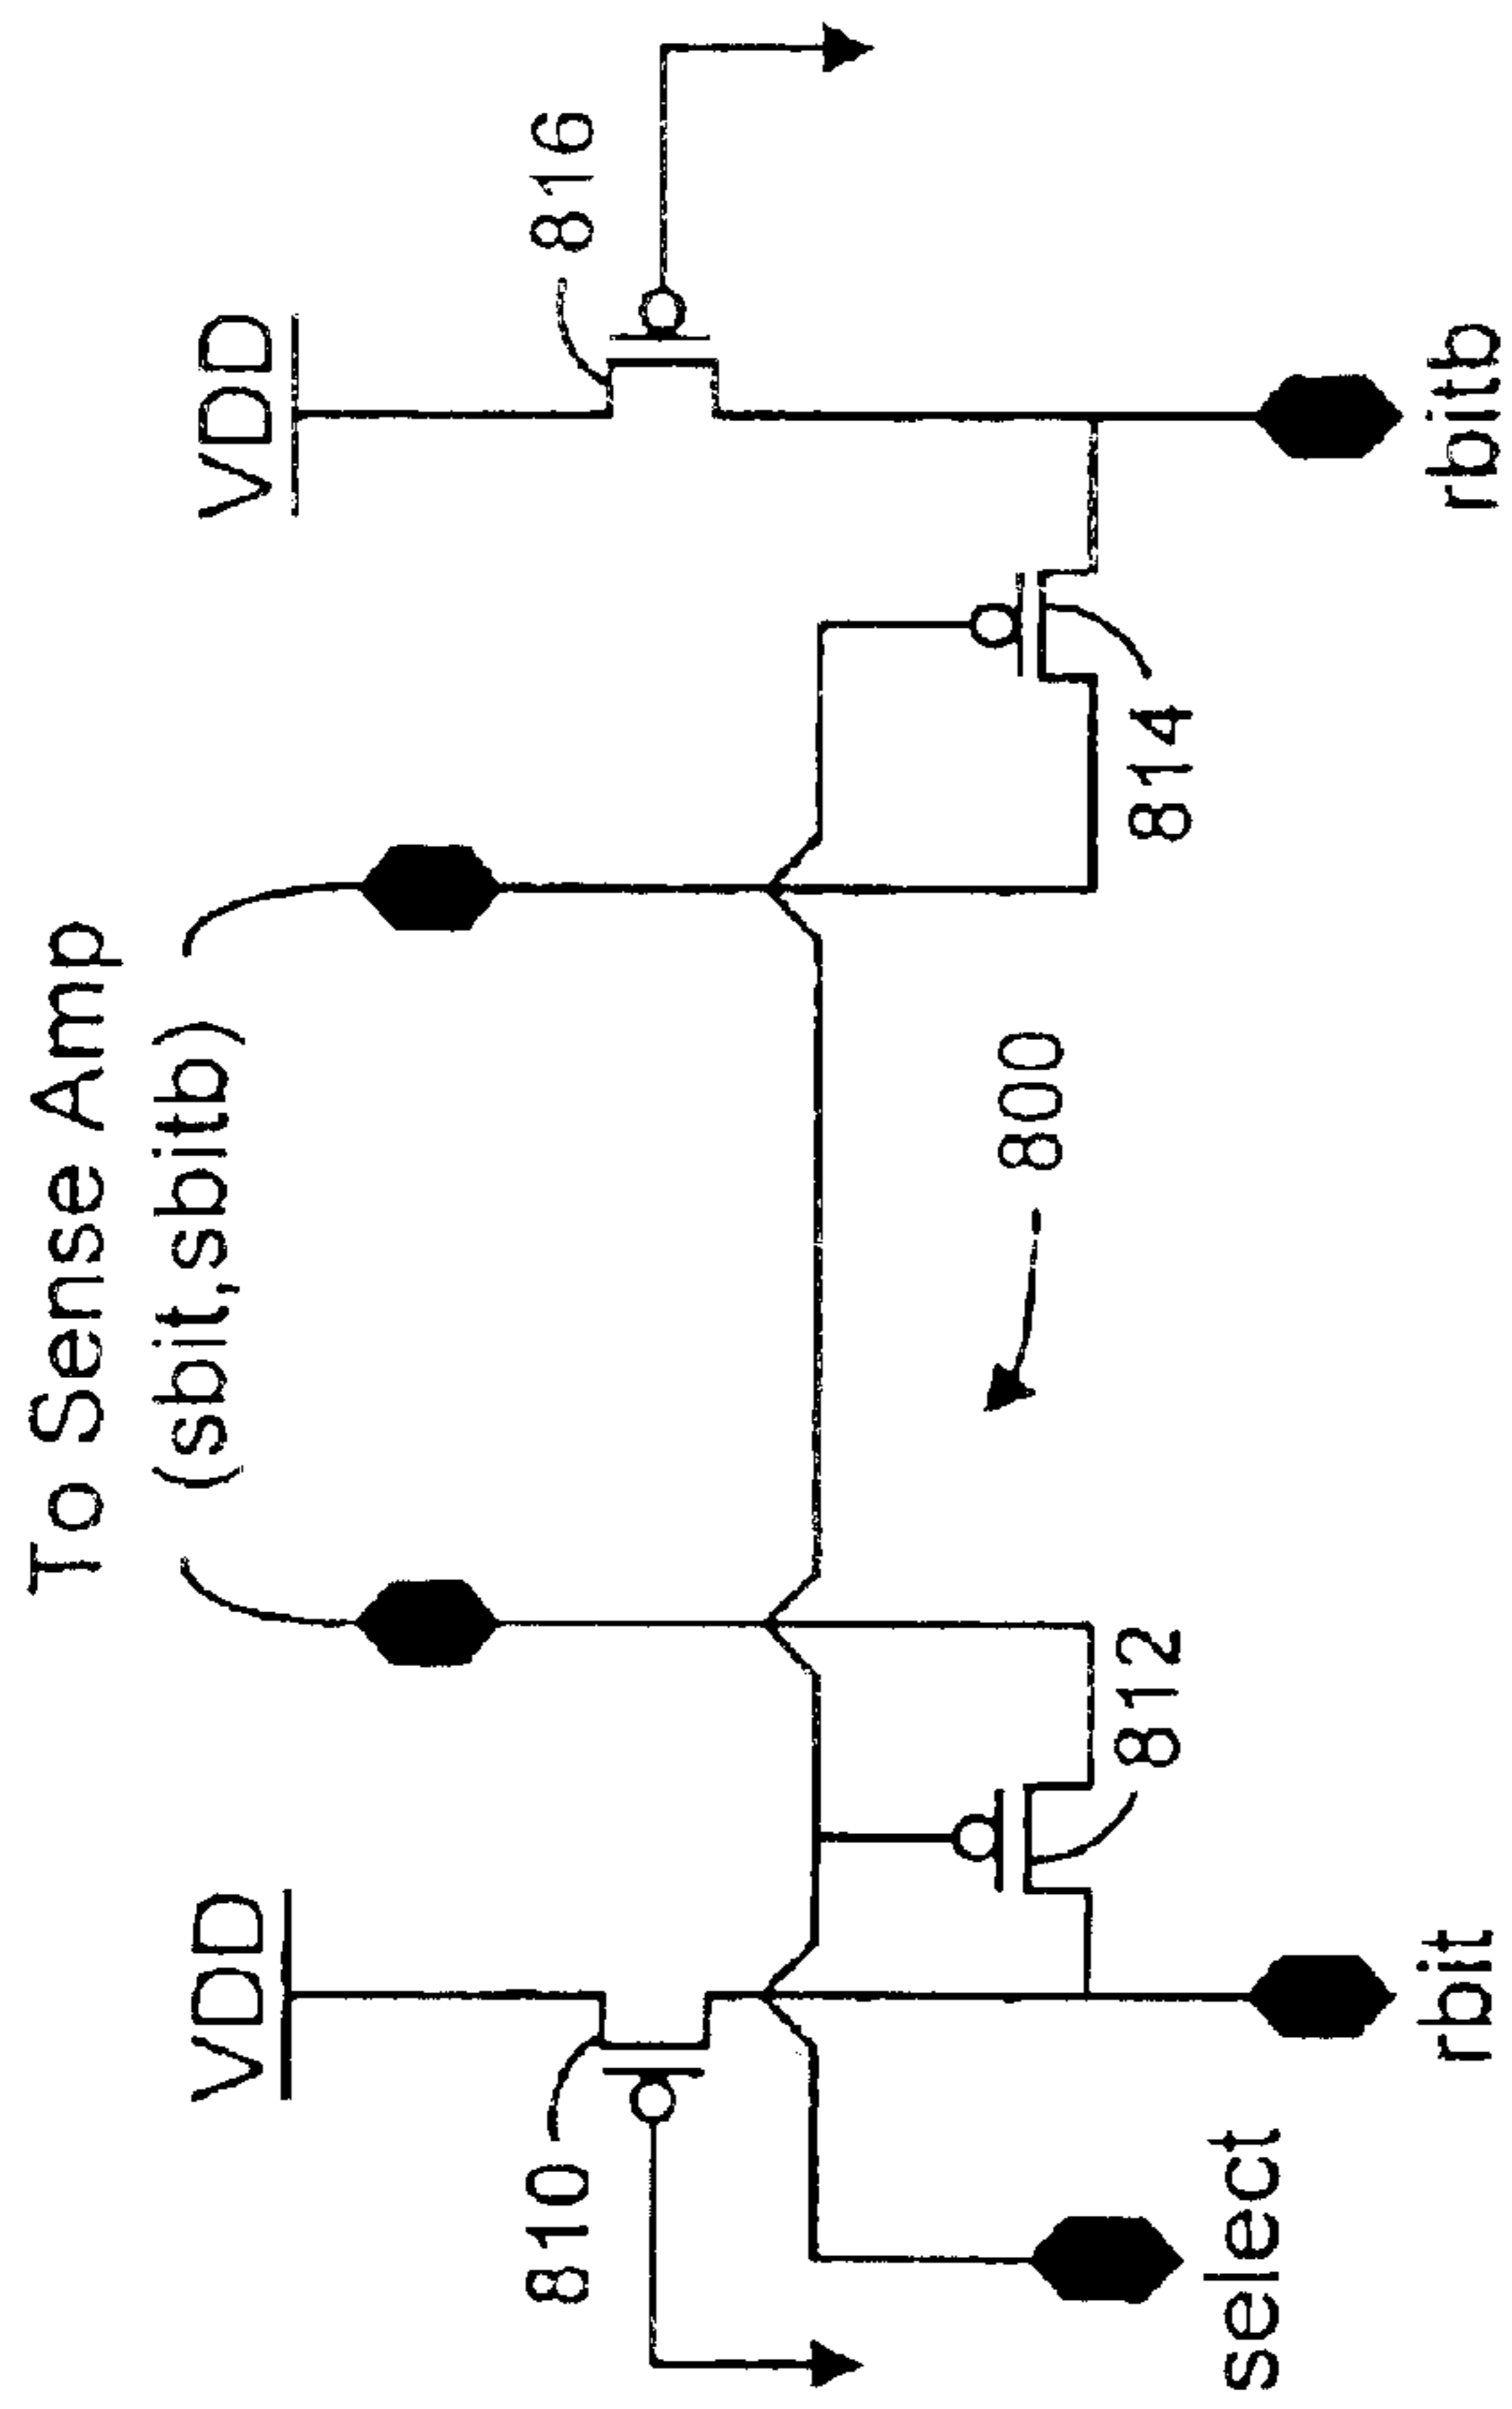 To Sense Amp
(sbit,sbitb)
VDD
VDD
810
816
800
812
814
select
rbit
rbitb